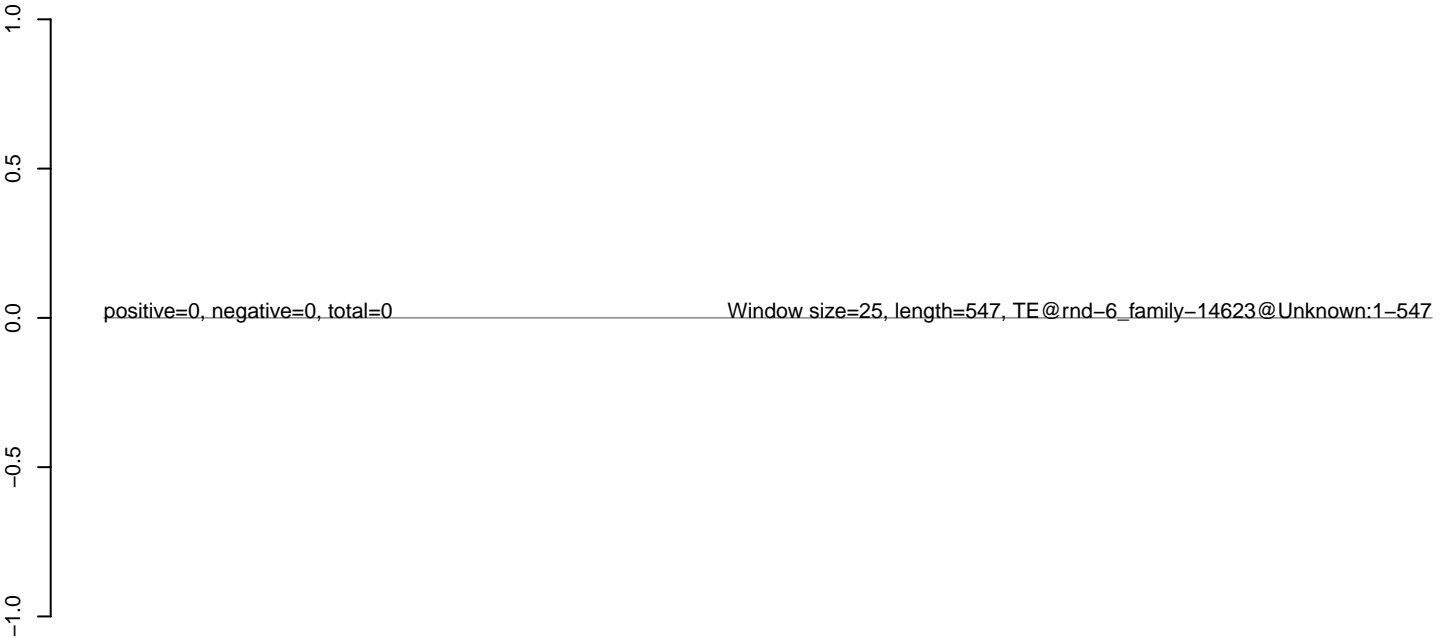 1.0
0.5
positive=0, negative=0, total=0
Window size=25, length=547, TE@rnd−6_family−14623@Unknown:1−547
0.0
−0.5
−1.0